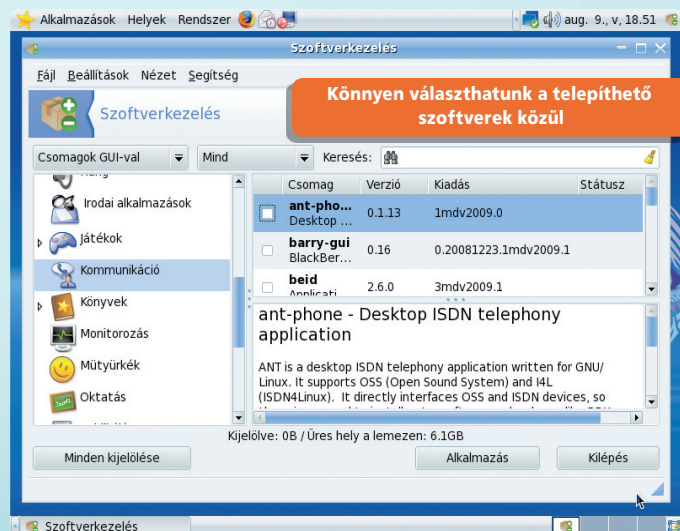 Alkalmazások Helyek Rendszer
aug. 9., v, 18.51
Szoftverkezelés
Fájl Beállítások Nézet Segítség
Könnyen választhatunk a telepíthető
szoftverek közül
Szoftverkezelés
Csomagok GUI-val Mind Keresés:
Irodai alkalmazások
Játékok
Kommunikáció
Könyvek
Monitorozás
Mütyürkék
Oktatás
Csomag Verzió Kiadás Státusz
ant-pho... 0.1.13 1mdv2009.0
Desktop ...
barry-gui 0.16 0.20081223.1mdv2009.1
BlackBer...
beid 2.6.0 3mdv2009.1
Applicati
ant-phone - Desktop ISDN telephony
application
ANT is a desktop ISDN telephony application written for GNU/
Linux. It supports OSS (Open Sound System) and I4L
(ISDN4Linux). It directly interfaces OSS and ISDN devices, so
Kijelölve: 0B / Üres hely a lemezen: 6.1GB
Minden kijelölése Alkalmazás Kilépés
Szoftverkezelés